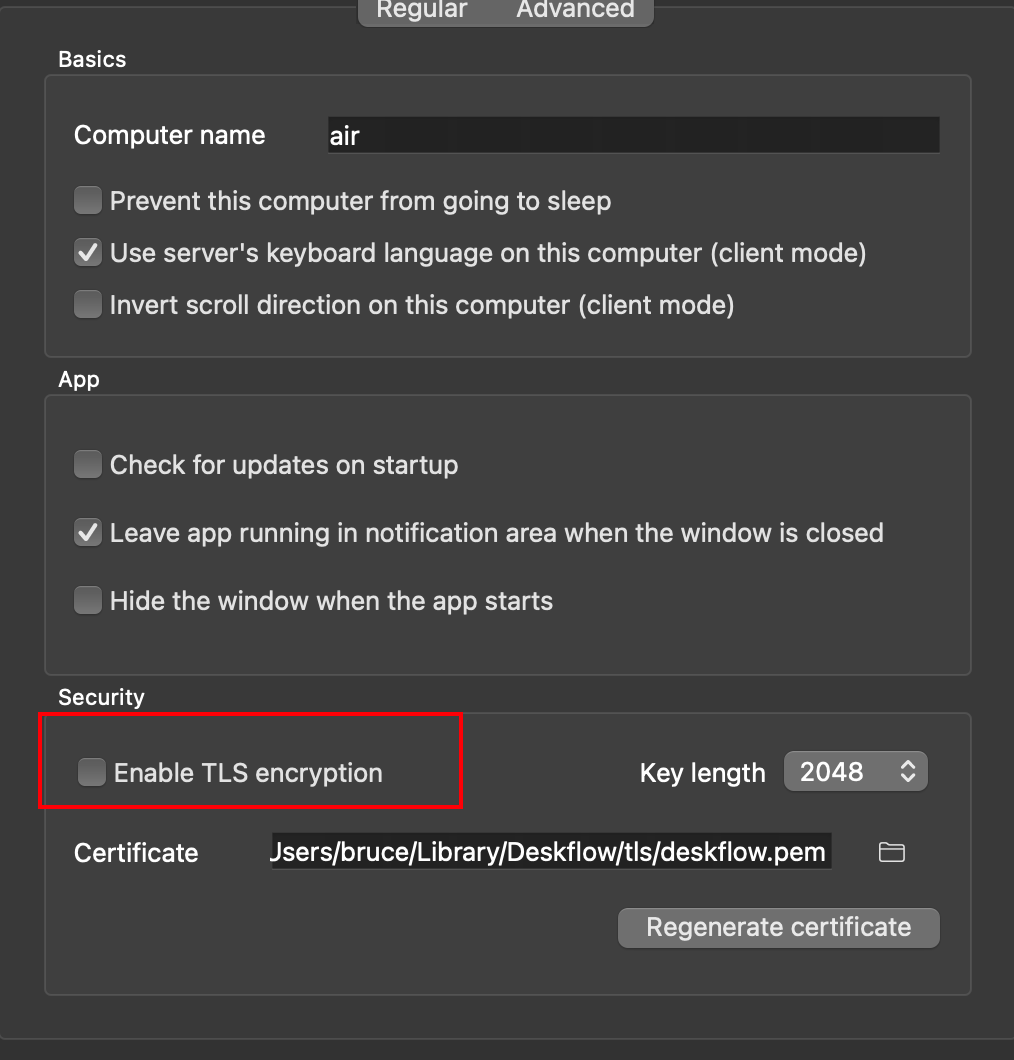 Regular Advanced
Basics
Computer name air
Prevent this computer from going to sleep
Use server's keyboard language on this computer (client mode)
Invert scroll direction on this computer (client mode)
App
Check for updates on startup
Leave app running in notification area when the window is closed
Hide the window when the app starts
Security
Enable TLS encryption Key length 2048
Certificate Users/bruce/Library/Deskflow/tls/deskflow.pem
Regenerate certificate